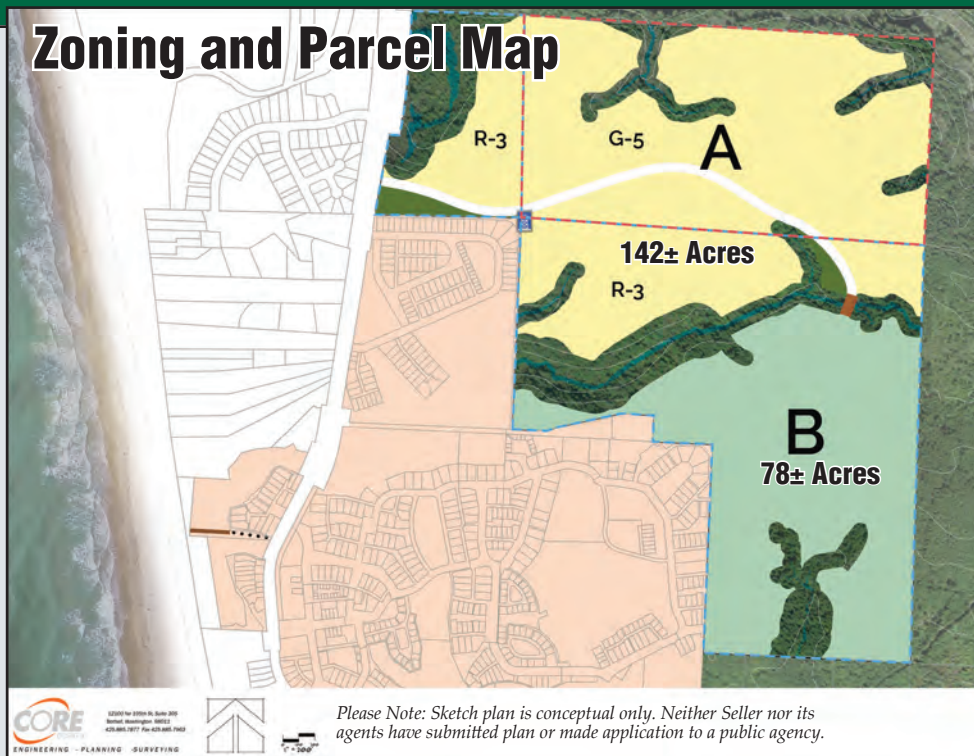 Zoning and Parcel Map
R-3
G-5
A
142± Acres
R-3
B
78± Acres
CORE
ENGINEERING · PLANNING · SURVEYING
Please Note: Sketch plan is conceptual only. Neither Seller nor its
agents have submitted plan or made application to a public agency.